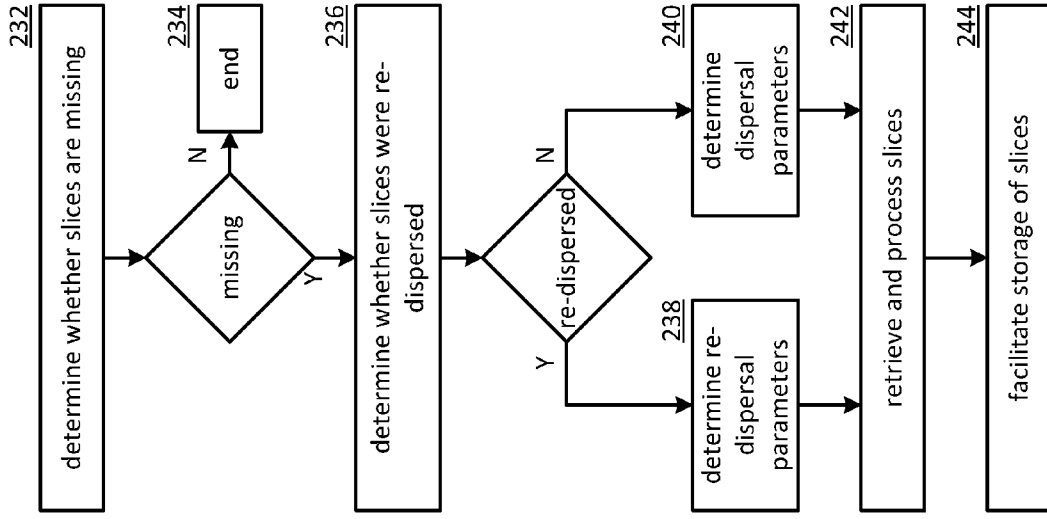 232
determine whether slices are missing
missing
N
234
end
Y
236
determine whether slices were re-
dispersed
re-dispersed
Y
N
238
determine re-
dispersal
parameters
240
determine
dispersal
parameters
242
retrieve and process slices
244
facilitate storage of slices